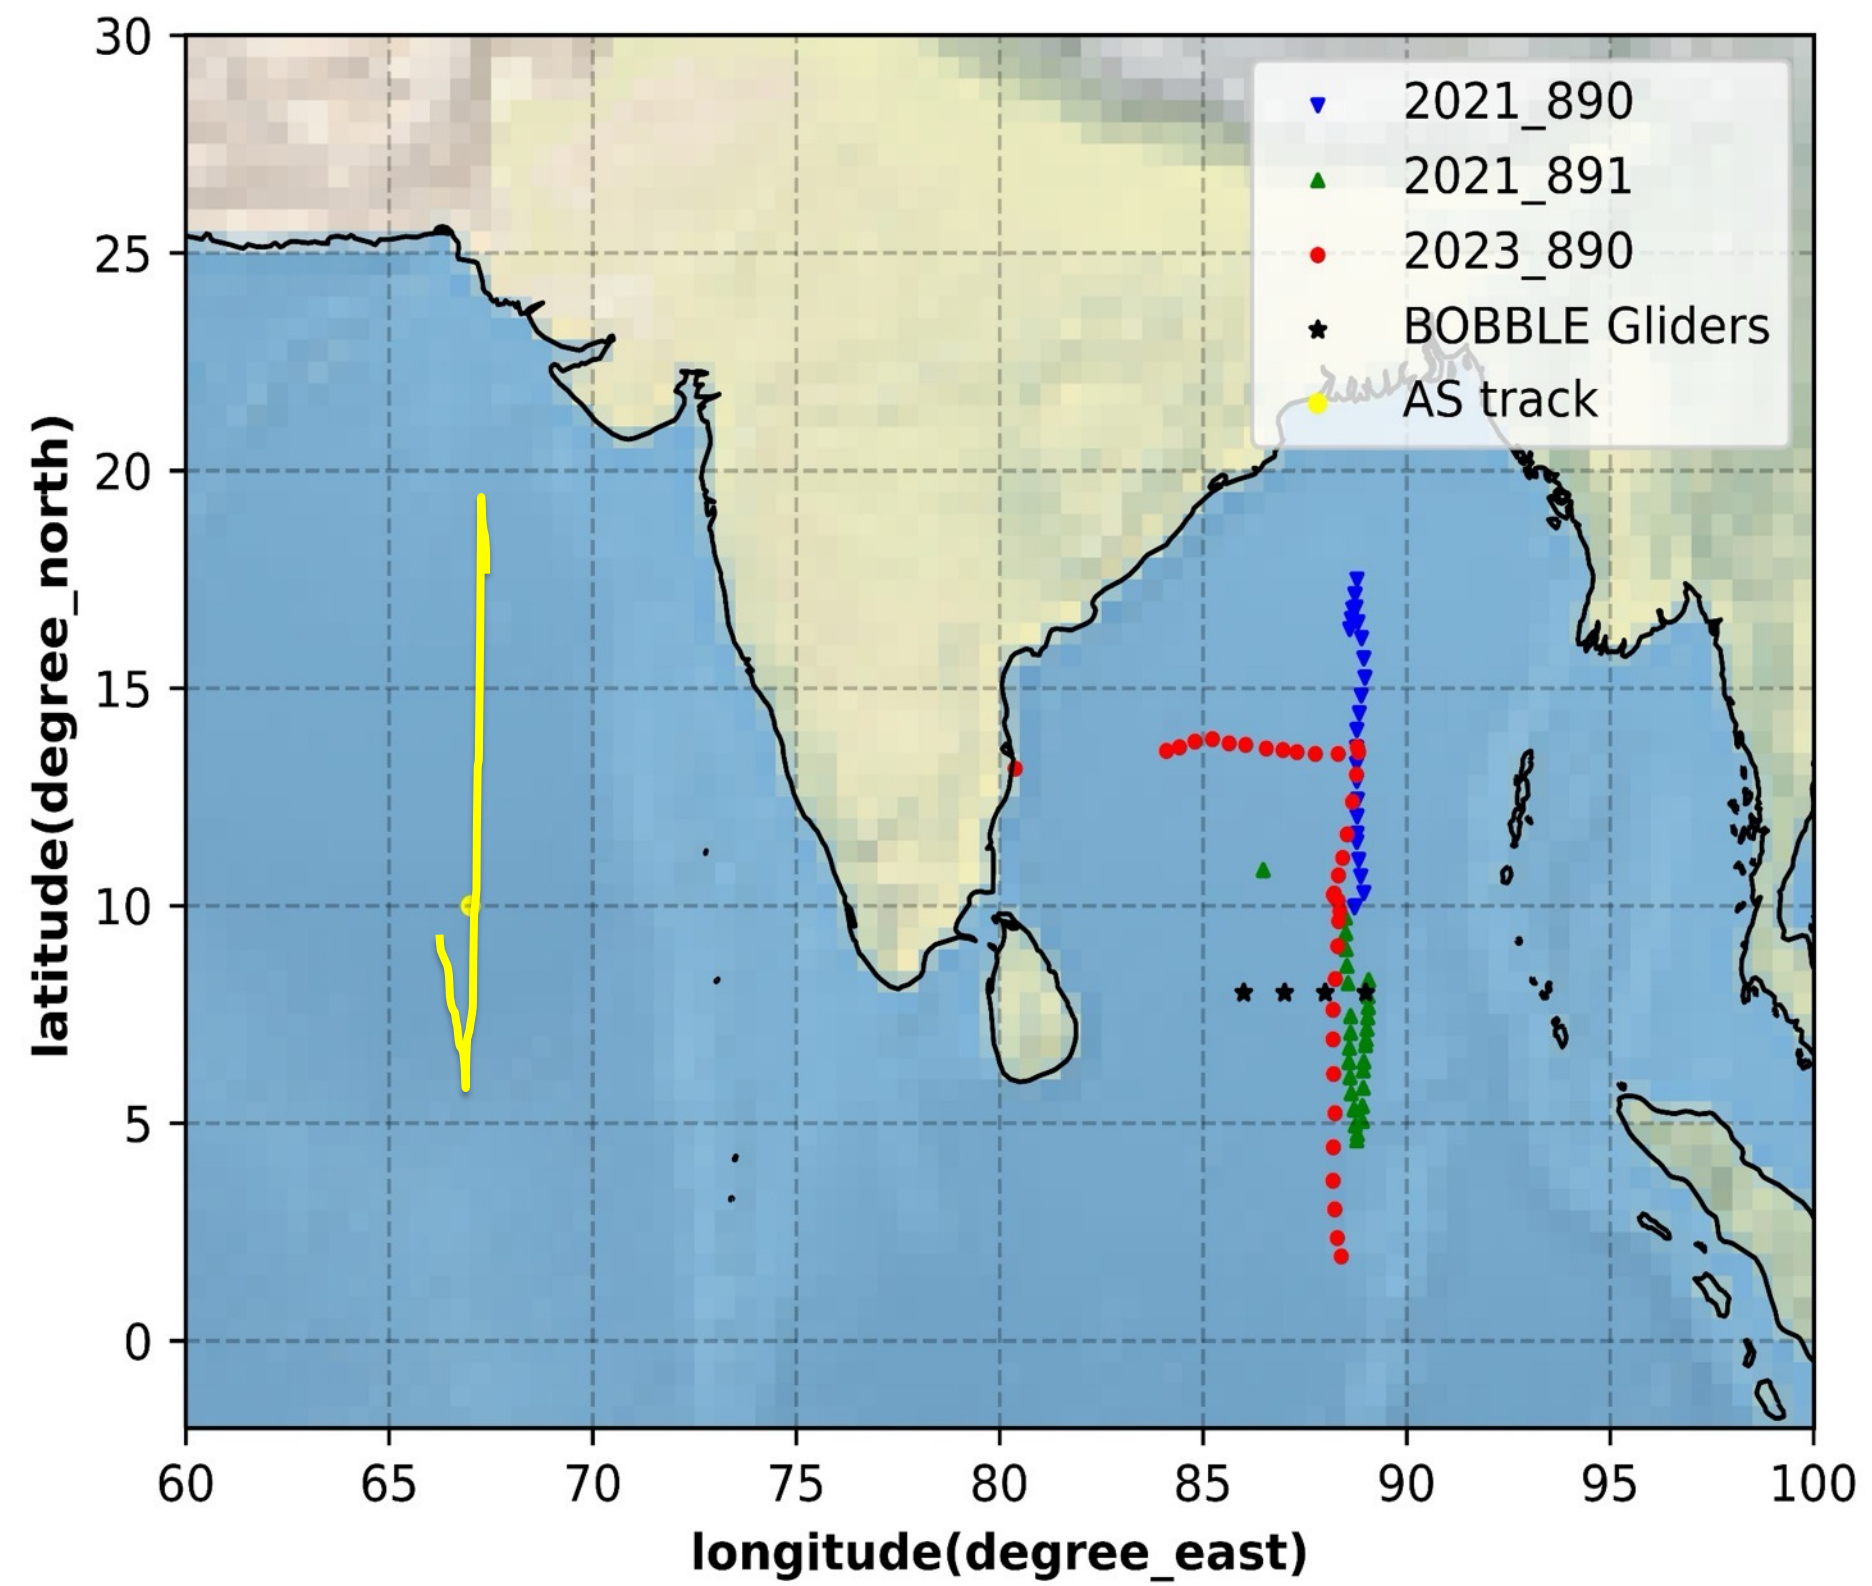 30
25
20
15
10
5
0
latitude(degree_north)
2021_890
2021_891
2023_890
BOBBLE Gliders
AS track
60 65 70 75 80 85 90 95 100
longitude(degree_east)